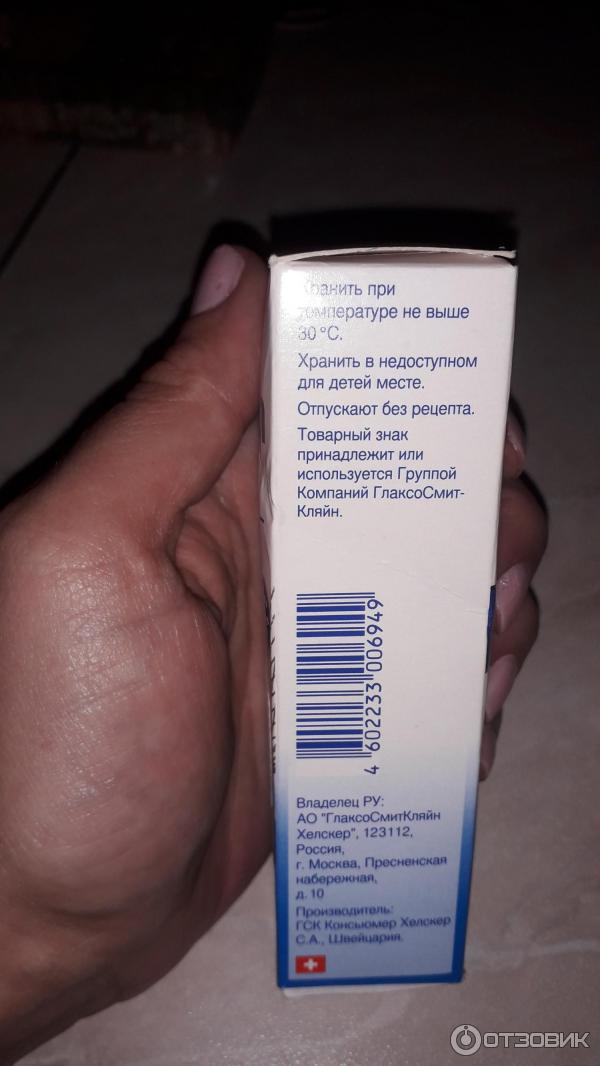 Хранить при
температуре не выше
30 °C.
Хранить в недоступном
для детей месте.
Отпускают без рецепта.
Товарный знак
принадлежит или
используется Группой
Компаний ГлаксоСмит-
Кляйн.
4 602233 006949
Владелец РУ:
АО "ГлаксоСмитКляйн
Хелскер", 123112,
Россия,
г. Москва, Пресненская
набережная,
д. 10
Производитель:
ГСК Консьюмер Хелскер
С.А., Швейцария.
ОТЗОВИК